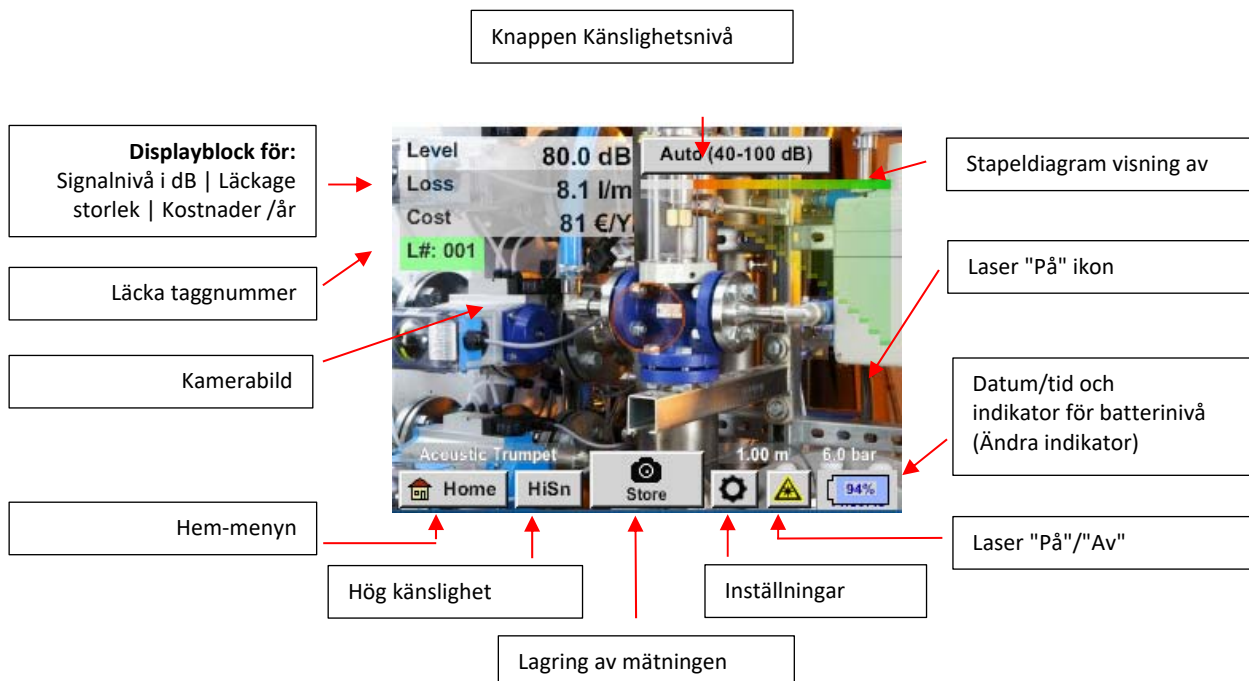 Knappen Känslighetsnivå
Displayblock för:
Signalnivå i dB | Läckage
storlek | Kostnader /år
Level 80.0 dB
Loss 8.1 l/m
Cost 81 €/Y
L#: 001
Auto (40-100 dB)
Stapeldiagram visning av
Läcka taggnummer
Laser "På" ikon
Kamerabild
Datum/tid och
indikator för batterinivå
(Ändra indikator)
Acoustic Trumpet 1.00 m 6.0 bar
Home HiSn Store 94%
Hem-menyn
Laser "På"/"Av"
Hög känslighet
Inställningar
Lagring av mätningen